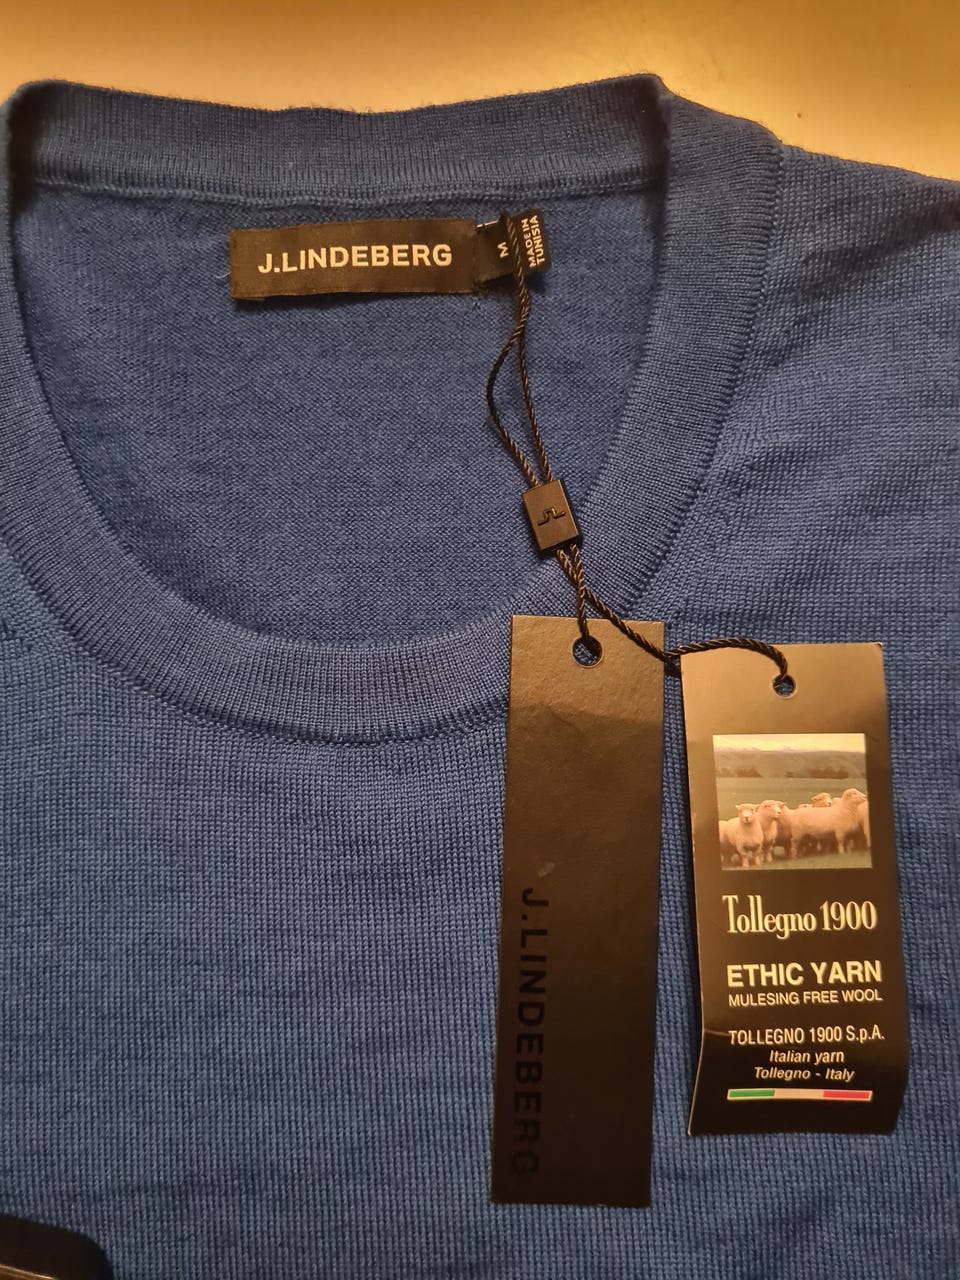 J.LINDEBERG
M
MADE IN
TUNISIA
J.LINDEBERG
Tollegno 1900
ETHIC YARN
MULESING FREE WOOL
TOLLEGNO 1900 S.p.A.
Italian yarn
Tollegno - Italy